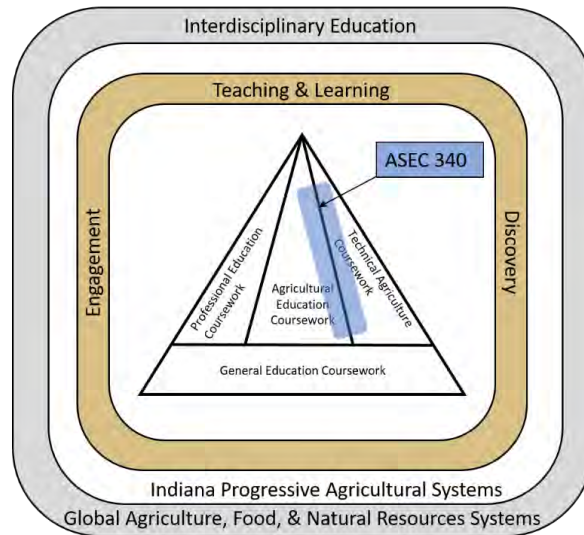 Interdisciplinary Education
Teaching & Learning
ASEC 340
Engagement
Discovery
Professional Education
Coursework
Agricultural
Education
Coursework
Technical Agriculture
Coursework
General Education Coursework
Indiana Progressive Agricultural Systems
Global Agriculture, Food, & Natural Resources Systems